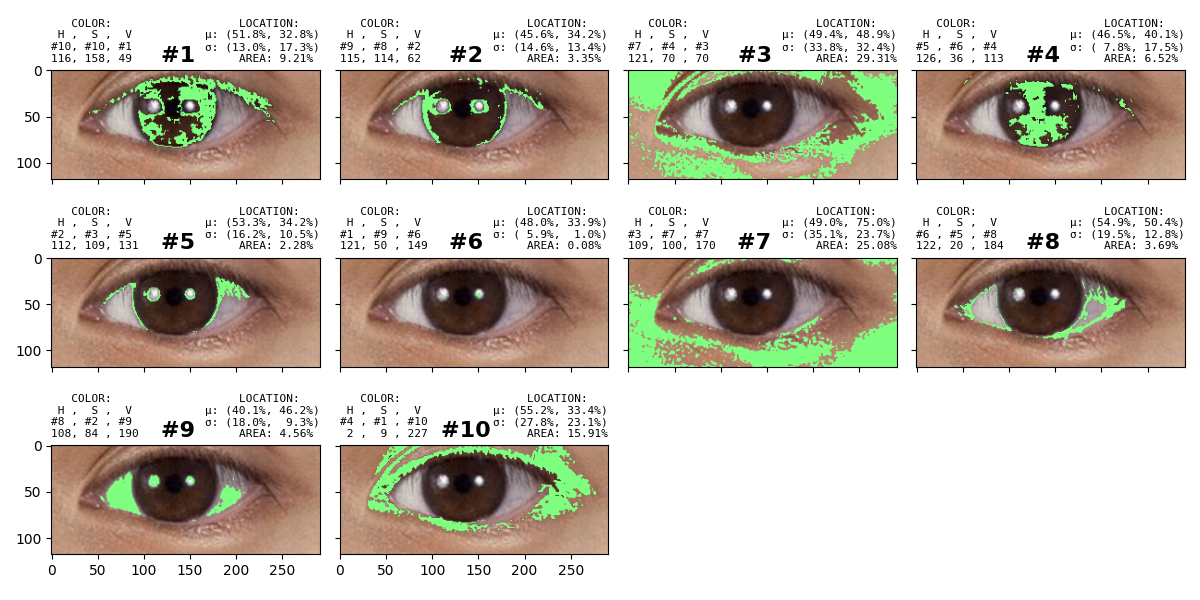 COLOR: LOCATION:
H , S , V μ: (51.8%, 32.8%)
#10, #10, #1 #1 σ: (13.0%, 17.3%)
116, 158, 49 AREA: 9.21%
COLOR: LOCATION:
H , S , V μ: (45.6%, 34.2%)
#9 , #8 , #2 #2 σ: (14.6%, 13.4%)
115, 114, 62 AREA: 3.35%
COLOR: LOCATION:
H , S , V μ: (49.4%, 48.9%)
#7 , #4 , #3 #3 σ: (33.8%, 32.4%)
121, 70 , 70 AREA: 29.31%
COLOR: LOCATION:
H , S , V μ: (46.5%, 40.1%)
#5 , #6 , #4 #4 σ: ( 7.8%, 17.5%)
126, 36 , 113 AREA: 6.52%
0
50
100
COLOR: LOCATION:
H , S , V μ: (53.3%, 34.2%)
#2 , #3 , #5 #5 σ: (16.2%, 10.5%)
112, 109, 131 AREA: 2.28%
COLOR: LOCATION:
H , S , V μ: (48.0%, 33.9%)
#1 , #9 , #6 #6 σ: ( 5.9%, 1.0%)
121, 50 , 149 AREA: 0.08%
COLOR: LOCATION:
H , S , V μ: (49.0%, 75.0%)
#3 , #7 , #7 #7 σ: (35.1%, 23.7%)
109, 100, 170 AREA: 25.08%
COLOR: LOCATION:
H , S , V μ: (54.9%, 50.4%)
#6 , #5 , #8 #8 σ: (19.5%, 12.8%)
122, 20 , 184 AREA: 3.69%
0
50
100
COLOR: LOCATION:
H , S , V μ: (40.1%, 46.2%)
#8 , #2 , #9 #9 σ: (18.0%, 9.3%)
108, 84 , 190 AREA: 4.56%
COLOR: LOCATION:
H , S , V μ: (55.2%, 33.4%)
#4 , #1 , #10 #10 σ: (27.8%, 23.1%)
2 , 9 , 227 AREA: 15.91%
0
50
100
0 50 100 150 200 250
0 50 100 150 200 250